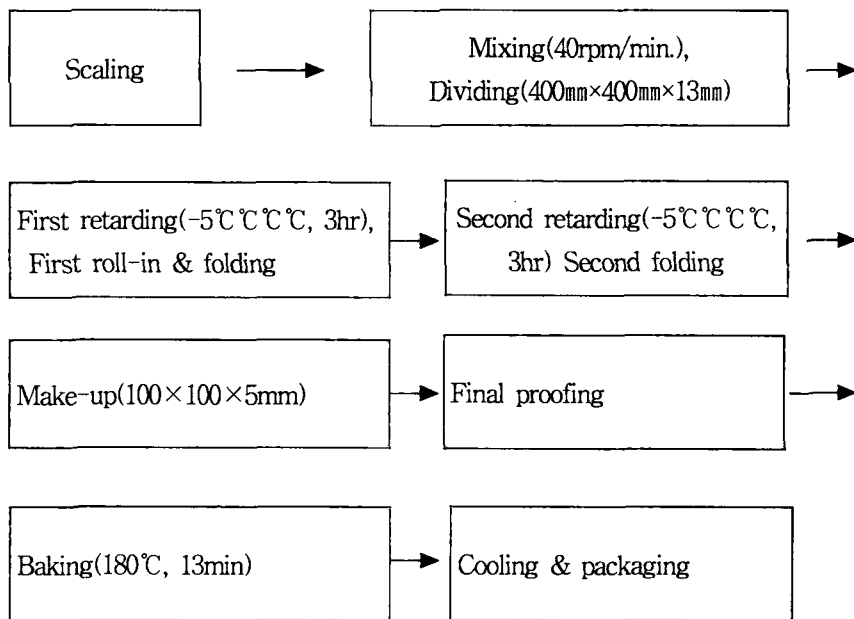 Scaling
Mixing(40rpm/min.),
Dividing(400㎜×400㎜×13㎜)
First retarding(-5℃℃℃℃, 3hr),
First roll-in & folding
Second retarding(-5℃℃℃℃,
3hr) Second folding
Make-up(100×100×5mm)
Final proofing
Baking(180℃, 13min)
Cooling & packaging